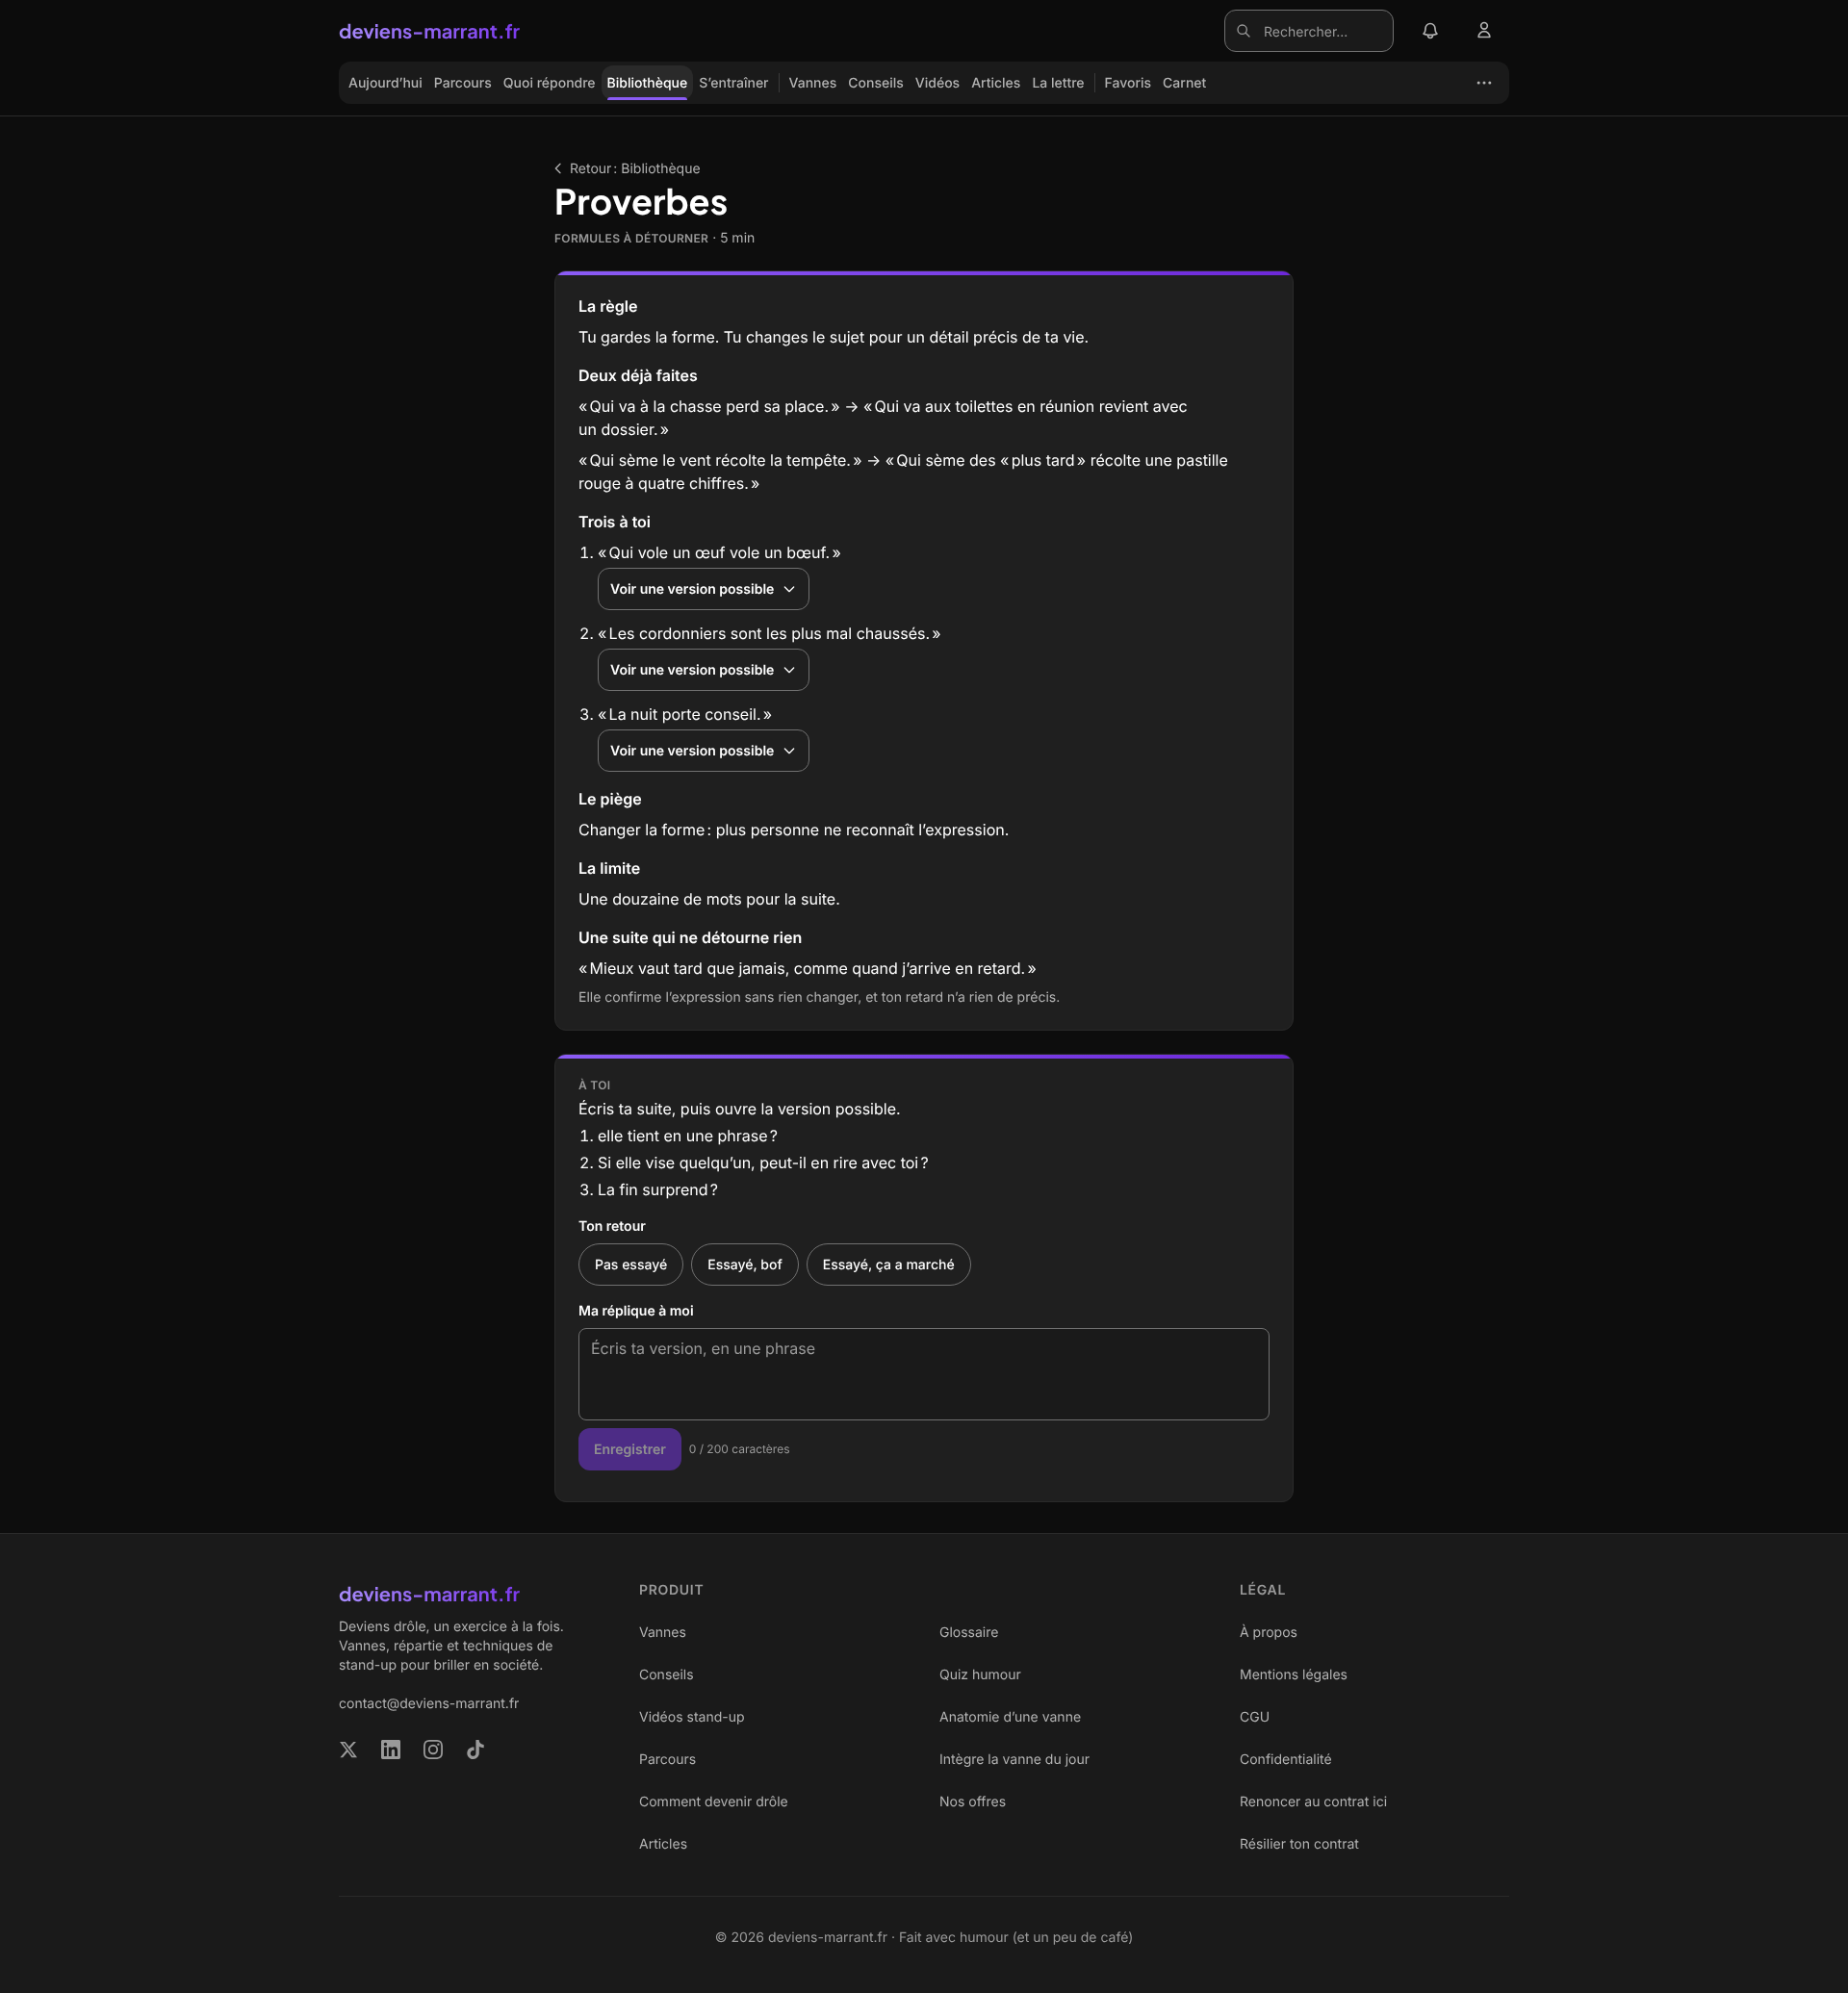 deviens-marrant.fr
Rechercher...
Aujourd’hui Parcours Quoi répondre Bibliothèque S’entraîner Vannes Conseils Vidéos Articles La lettre Favoris Carnet
Retour : Bibliothèque
Proverbes
FORMULES À DÉTOURNER · 5 min
La règle
Tu gardes la forme. Tu changes le sujet pour un détail précis de ta vie.
Deux déjà faites
« Qui va à la chasse perd sa place. » → « Qui va aux toilettes en réunion revient avec
un dossier. »
« Qui sème le vent récolte la tempête. » → « Qui sème des « plus tard » récolte une pastille
rouge à quatre chiffres. »
Trois à toi
1. « Qui vole un œuf vole un bœuf. »
Voir une version possible
2. « Les cordonniers sont les plus mal chaussés. »
Voir une version possible
3. « La nuit porte conseil. »
Voir une version possible
Le piège
Changer la forme : plus personne ne reconnaît l’expression.
La limite
Une douzaine de mots pour la suite.
Une suite qui ne détourne rien
« Mieux vaut tard que jamais, comme quand j’arrive en retard. »
Elle confirme l’expression sans rien changer, et ton retard n’a rien de précis.
À TOI
Écris ta suite, puis ouvre la version possible.
1. elle tient en une phrase ?
2. Si elle vise quelqu’un, peut-il en rire avec toi ?
3. La fin surprend ?
Ton retour
Pas essayé Essayé, bof Essayé, ça a marché
Ma réplique à moi
Écris ta version, en une phrase
Enregistrer 0 / 200 caractères
deviens-marrant.fr
Deviens drôle, un exercice à la fois.
Vannes, répartie et techniques de
stand-up pour briller en société.
contact@deviens-marrant.fr
PRODUIT
Vannes
Conseils
Vidéos stand-up
Parcours
Comment devenir drôle
Articles
Glossaire
Quiz humour
Anatomie d’une vanne
Intègre la vanne du jour
Nos offres
LÉGAL
À propos
Mentions légales
CGU
Confidentialité
Renoncer au contrat ici
Résilier ton contrat
© 2026 deviens-marrant.fr · Fait avec humour (et un peu de café)